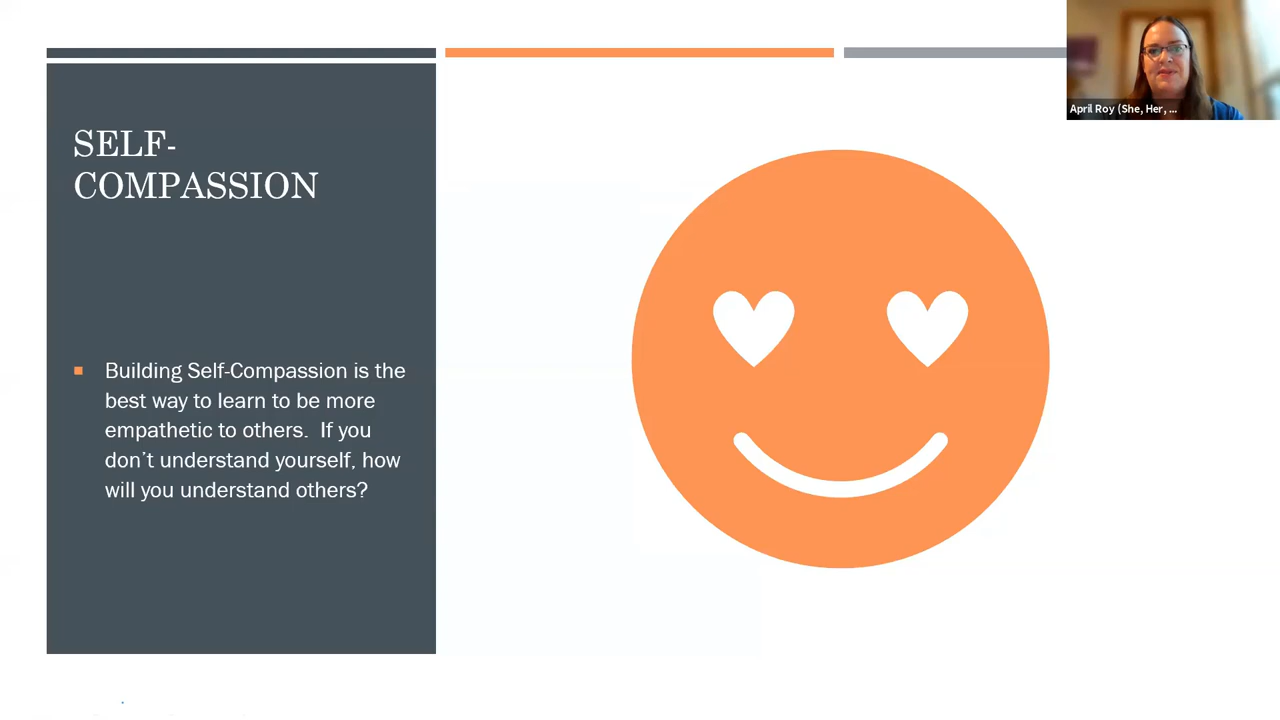 SELF-
COMPASSION
Building Self-Compassion is the
best way to learn to be more
empathetic to others.  If you
don’t understand yourself, how
will you understand others?
April Roy (She, Her, ...